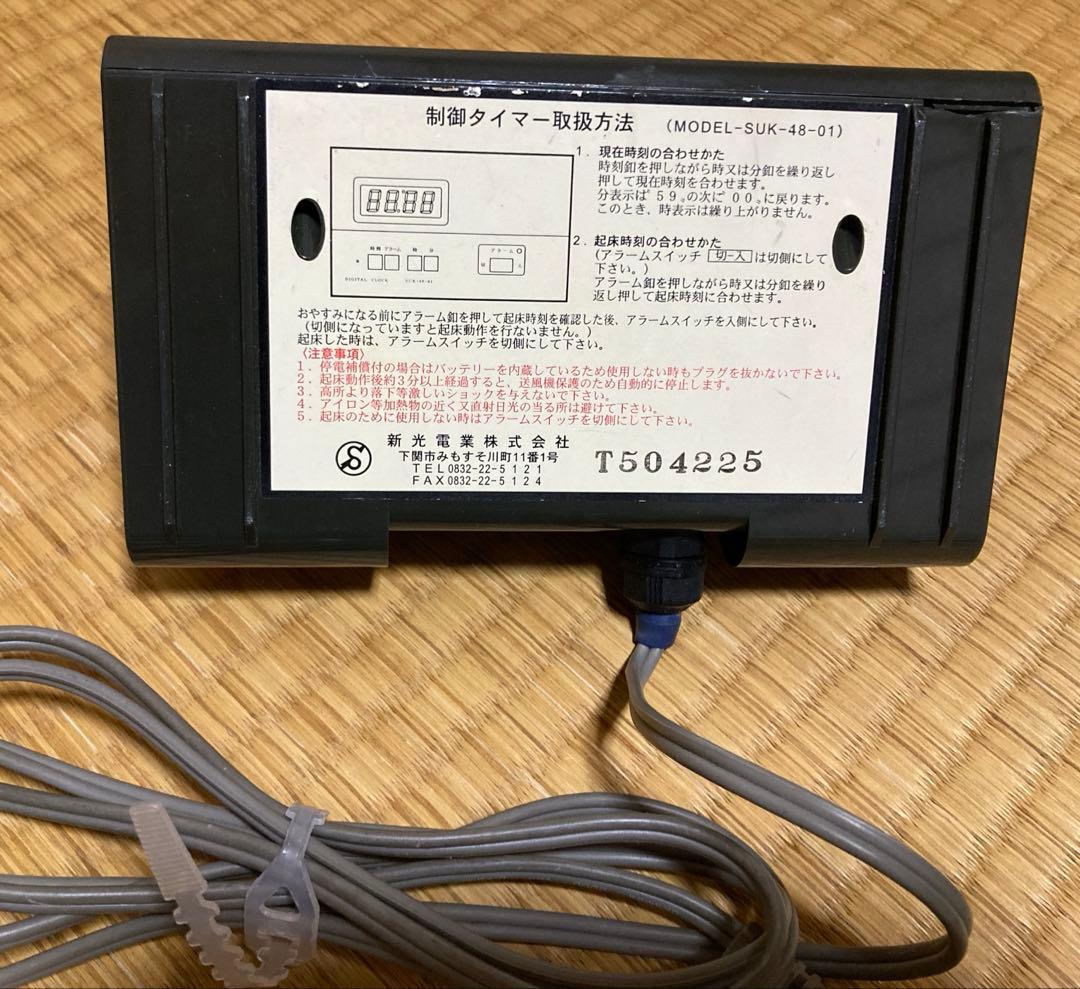 制御タイマー取扱方法 (MODEL-SUK-48-01)
88:88
時刻 アラーム 時 分
アラーム
切 入
DIGITAL CLOCK SUK-48-01
1. 現在時刻の合わせかた
時刻釦を押しながら時又は分釦を繰り返し
押して現在時刻を合わせます。
分表示は"59"の次に"00"に戻ります。
このとき、時表示は繰り上がりません。
2. 起床時刻の合わせかた
(アラームスイッチ 切-入 は切側にして
下さい。)
アラーム釦を押しながら時又は分釦を繰り
返し押して起床時刻に合わせます。
おやすみになる前にアラーム釦を押して起床時刻を確認した後、アラームスイッチを入側にして下さい。
(切側になっていますと起床動作を行ないません。)
起床した時は、アラームスイッチを切側にして下さい。
〈注意事項〉
1. 停電補償付の場合はバッテリーを内蔵しているため使用しない時もプラグを抜かないで下さい。
2. 起床動作後約3分以上経過すると、送風機保護のため自動的に停止します。
3. 高所より落下等激しいショックを与えないで下さい。
4. アイロン等加熱物の近く又直射日光の当る所は避けて下さい。
5. 起床のために使用しない時はアラームスイッチを切側にして下さい。
新光電業株式会社
下関市みもすそ川町11番1号
TEL0832-22-5121
FAX0832-22-5124
T504225